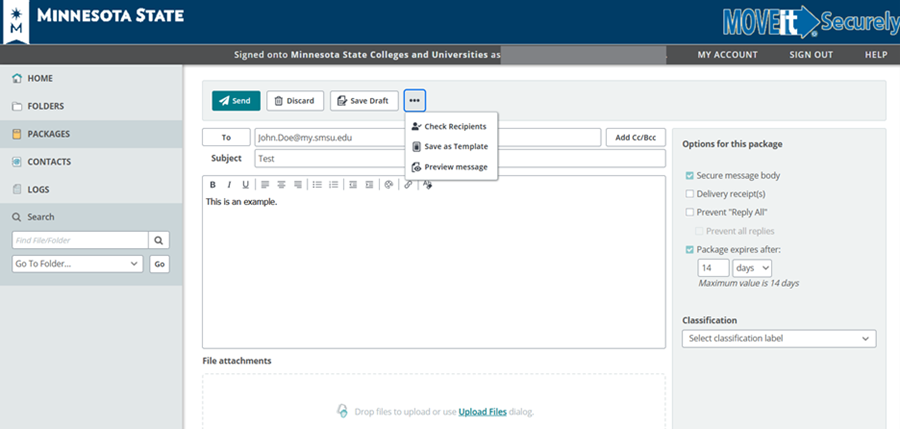 MINNESOTA STATE
M
MOVEit Securely
Signed onto Minnesota State Colleges and Universities as
MY ACCOUNT
SIGN OUT
HELP
HOME
FOLDERS
PACKAGES
CONTACTS
LOGS
Search
Find File/Folder
Go To Folder...
Go
Send
Discard
Save Draft
Check Recipients
Save as Template
Preview message
To
John.Doe@my.smsu.edu
Add Cc/Bcc
Subject
Test
B I U
This is an example.
File attachments
Drop files to upload or use Upload Files dialog.
Options for this package
Secure message body
Delivery receipt(s)
Prevent "Reply All"
Prevent all replies
Package expires after:
14 days
Maximum value is 14 days
Classification
Select classification label